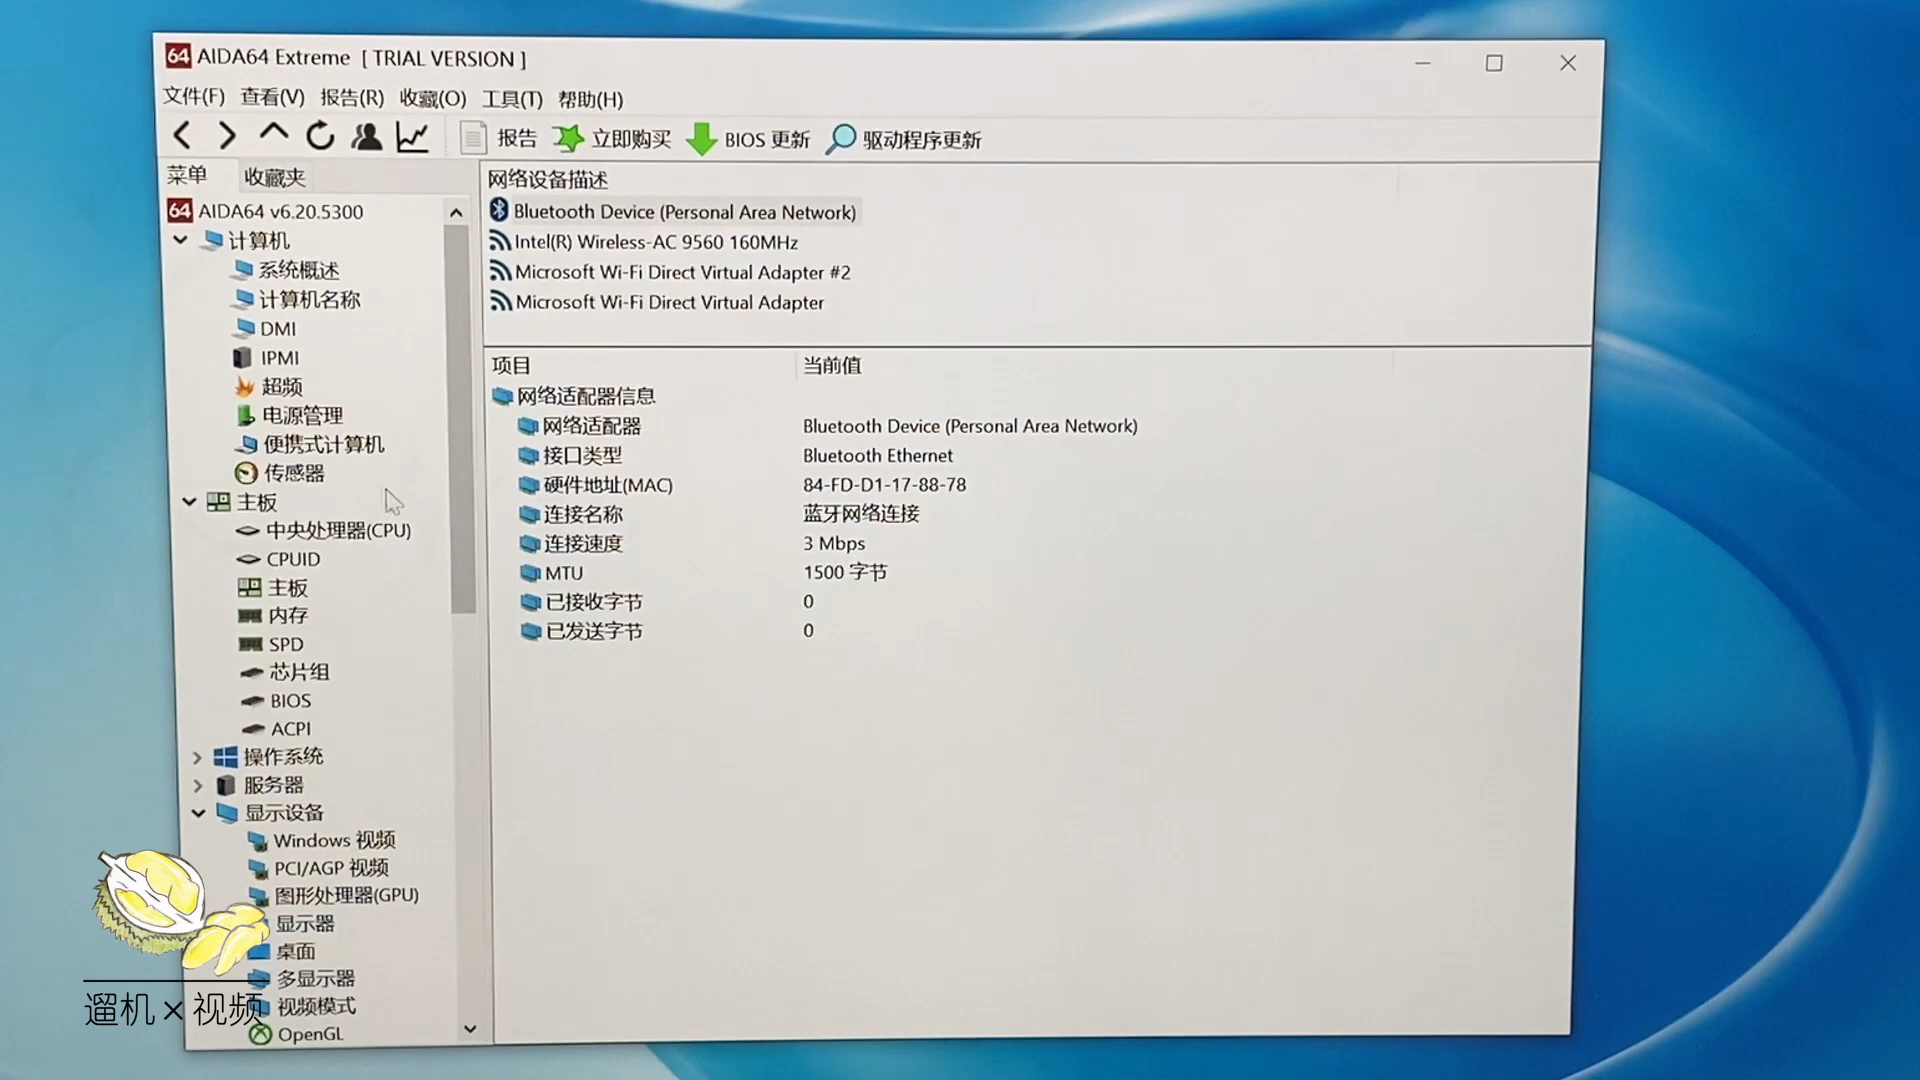 64 AIDA64 Extreme [ TRIAL VERSION ]
文件(F) 查看(V) 报告(R) 收藏(O) 工具(T) 帮助(H)
报告 立即购买 BIOS 更新 驱动程序更新
菜单 收藏夹
64 AIDA64 v6.20.5300
计算机
系统概述
计算机名称
DMI
IPMI
超频
电源管理
便携式计算机
传感器
主板
中央处理器(CPU)
CPUID
主板
内存
SPD
芯片组
BIOS
ACPI
操作系统
服务器
显示设备
Windows 视频
PCI/AGP 视频
图形处理器(GPU)
显示器
桌面
多显示器
视频模式
OpenGL
网络设备描述
Bluetooth Device (Personal Area Network)
Intel(R) Wireless-AC 9560 160MHz
Microsoft Wi-Fi Direct Virtual Adapter #2
Microsoft Wi-Fi Direct Virtual Adapter
项目 当前值
网络适配器信息
网络适配器 Bluetooth Device (Personal Area Network)
接口类型 Bluetooth Ethernet
硬件地址(MAC) 84-FD-D1-17-88-78
连接名称 蓝牙网络连接
连接速度 3 Mbps
MTU 1500 字节
已接收字节 0
已发送字节 0
遛机×视频